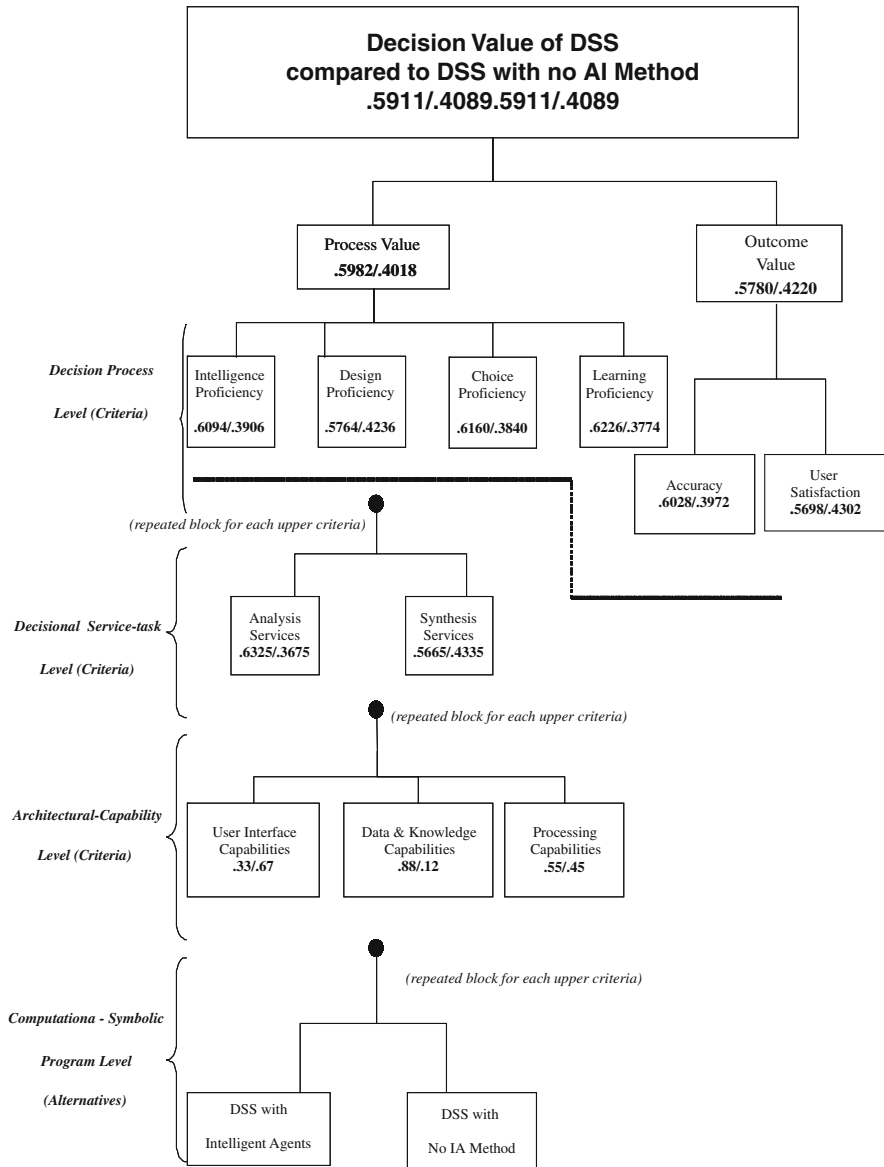 Decision Value of DSS
compared to DSS with no AI Method
.5911/.4089.5911/.4089
Process Value
.5982/.4018
Outcome
Value
.5780/.4220
Decision Process
Level (Criteria)
Intelligence
Proficiency
.6094/.3906
Design
Proficiency
.5764/.4236
Choice
Proficiency
.6160/.3840
Learning
Proficiency
.6226/.3774
Accuracy
.6028/.3972
User
Satisfaction
.5698/.4302
(repeated block for each upper criteria)
Decisional Service-task
Level (Criteria)
Analysis
Services
.6325/.3675
Synthesis
Services
.5665/.4335
(repeated block for each upper criteria)
Architectural-Capability
Level (Criteria)
User Interface
Capabilities
.33/.67
Data & Knowledge
Capabilities
.88/.12
Processing
Capabilities
.55/.45
(repeated block for each upper criteria)
Computationa - Symbolic
Program Level
(Alternatives)
DSS with
Intelligent Agents
DSS with
No IA Method